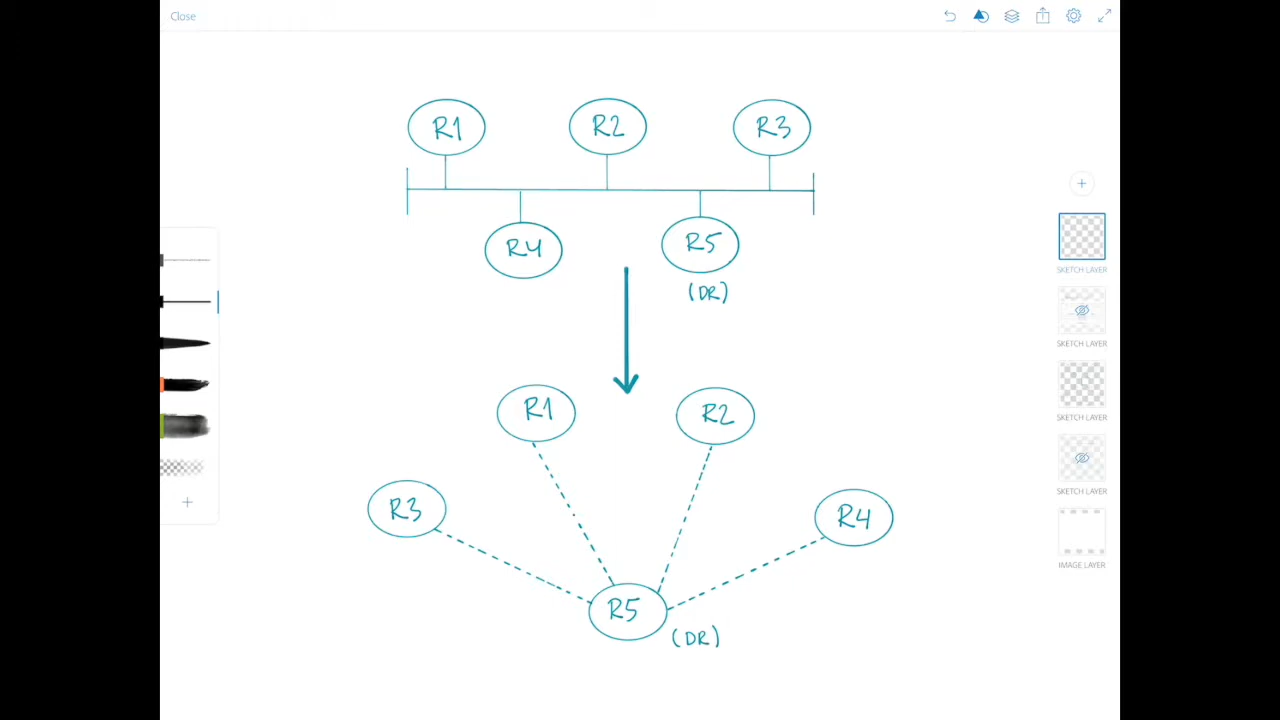 Close
R1 R2 R3
R4 R5
(DR)
R1 R2
R3 R4
R5
(DR)
SKETCH LAYER
SKETCH LAYER
SKETCH LAYER
SKETCH LAYER
IMAGE LAYER